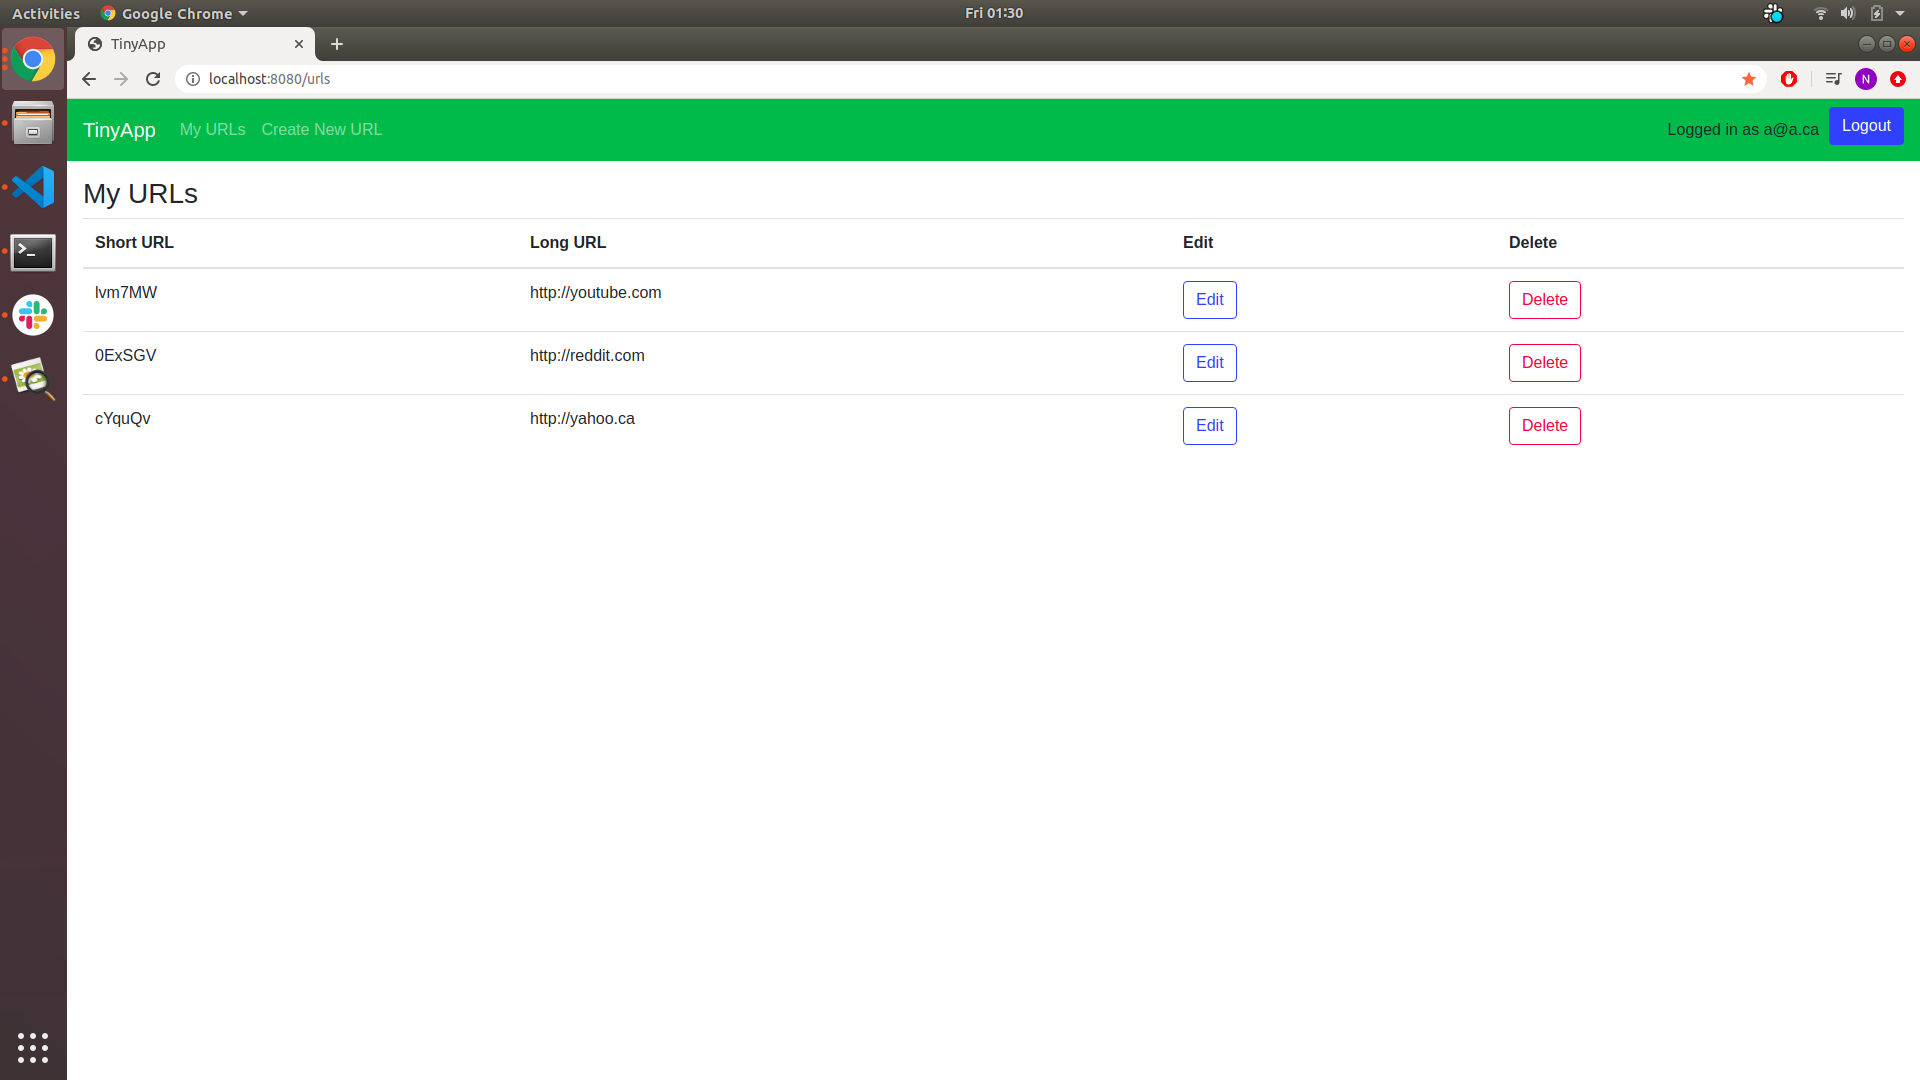 Activities Google Chrome Fri 01:30
TinyApp
localhost:8080/urls N
TinyApp My URLs Create New URL Logged in as a@a.ca Logout
My URLs
Short URL Long URL Edit Delete
lvm7MW http://youtube.com Edit Delete
0ExSGV http://reddit.com Edit Delete
cYquQv http://yahoo.ca Edit Delete